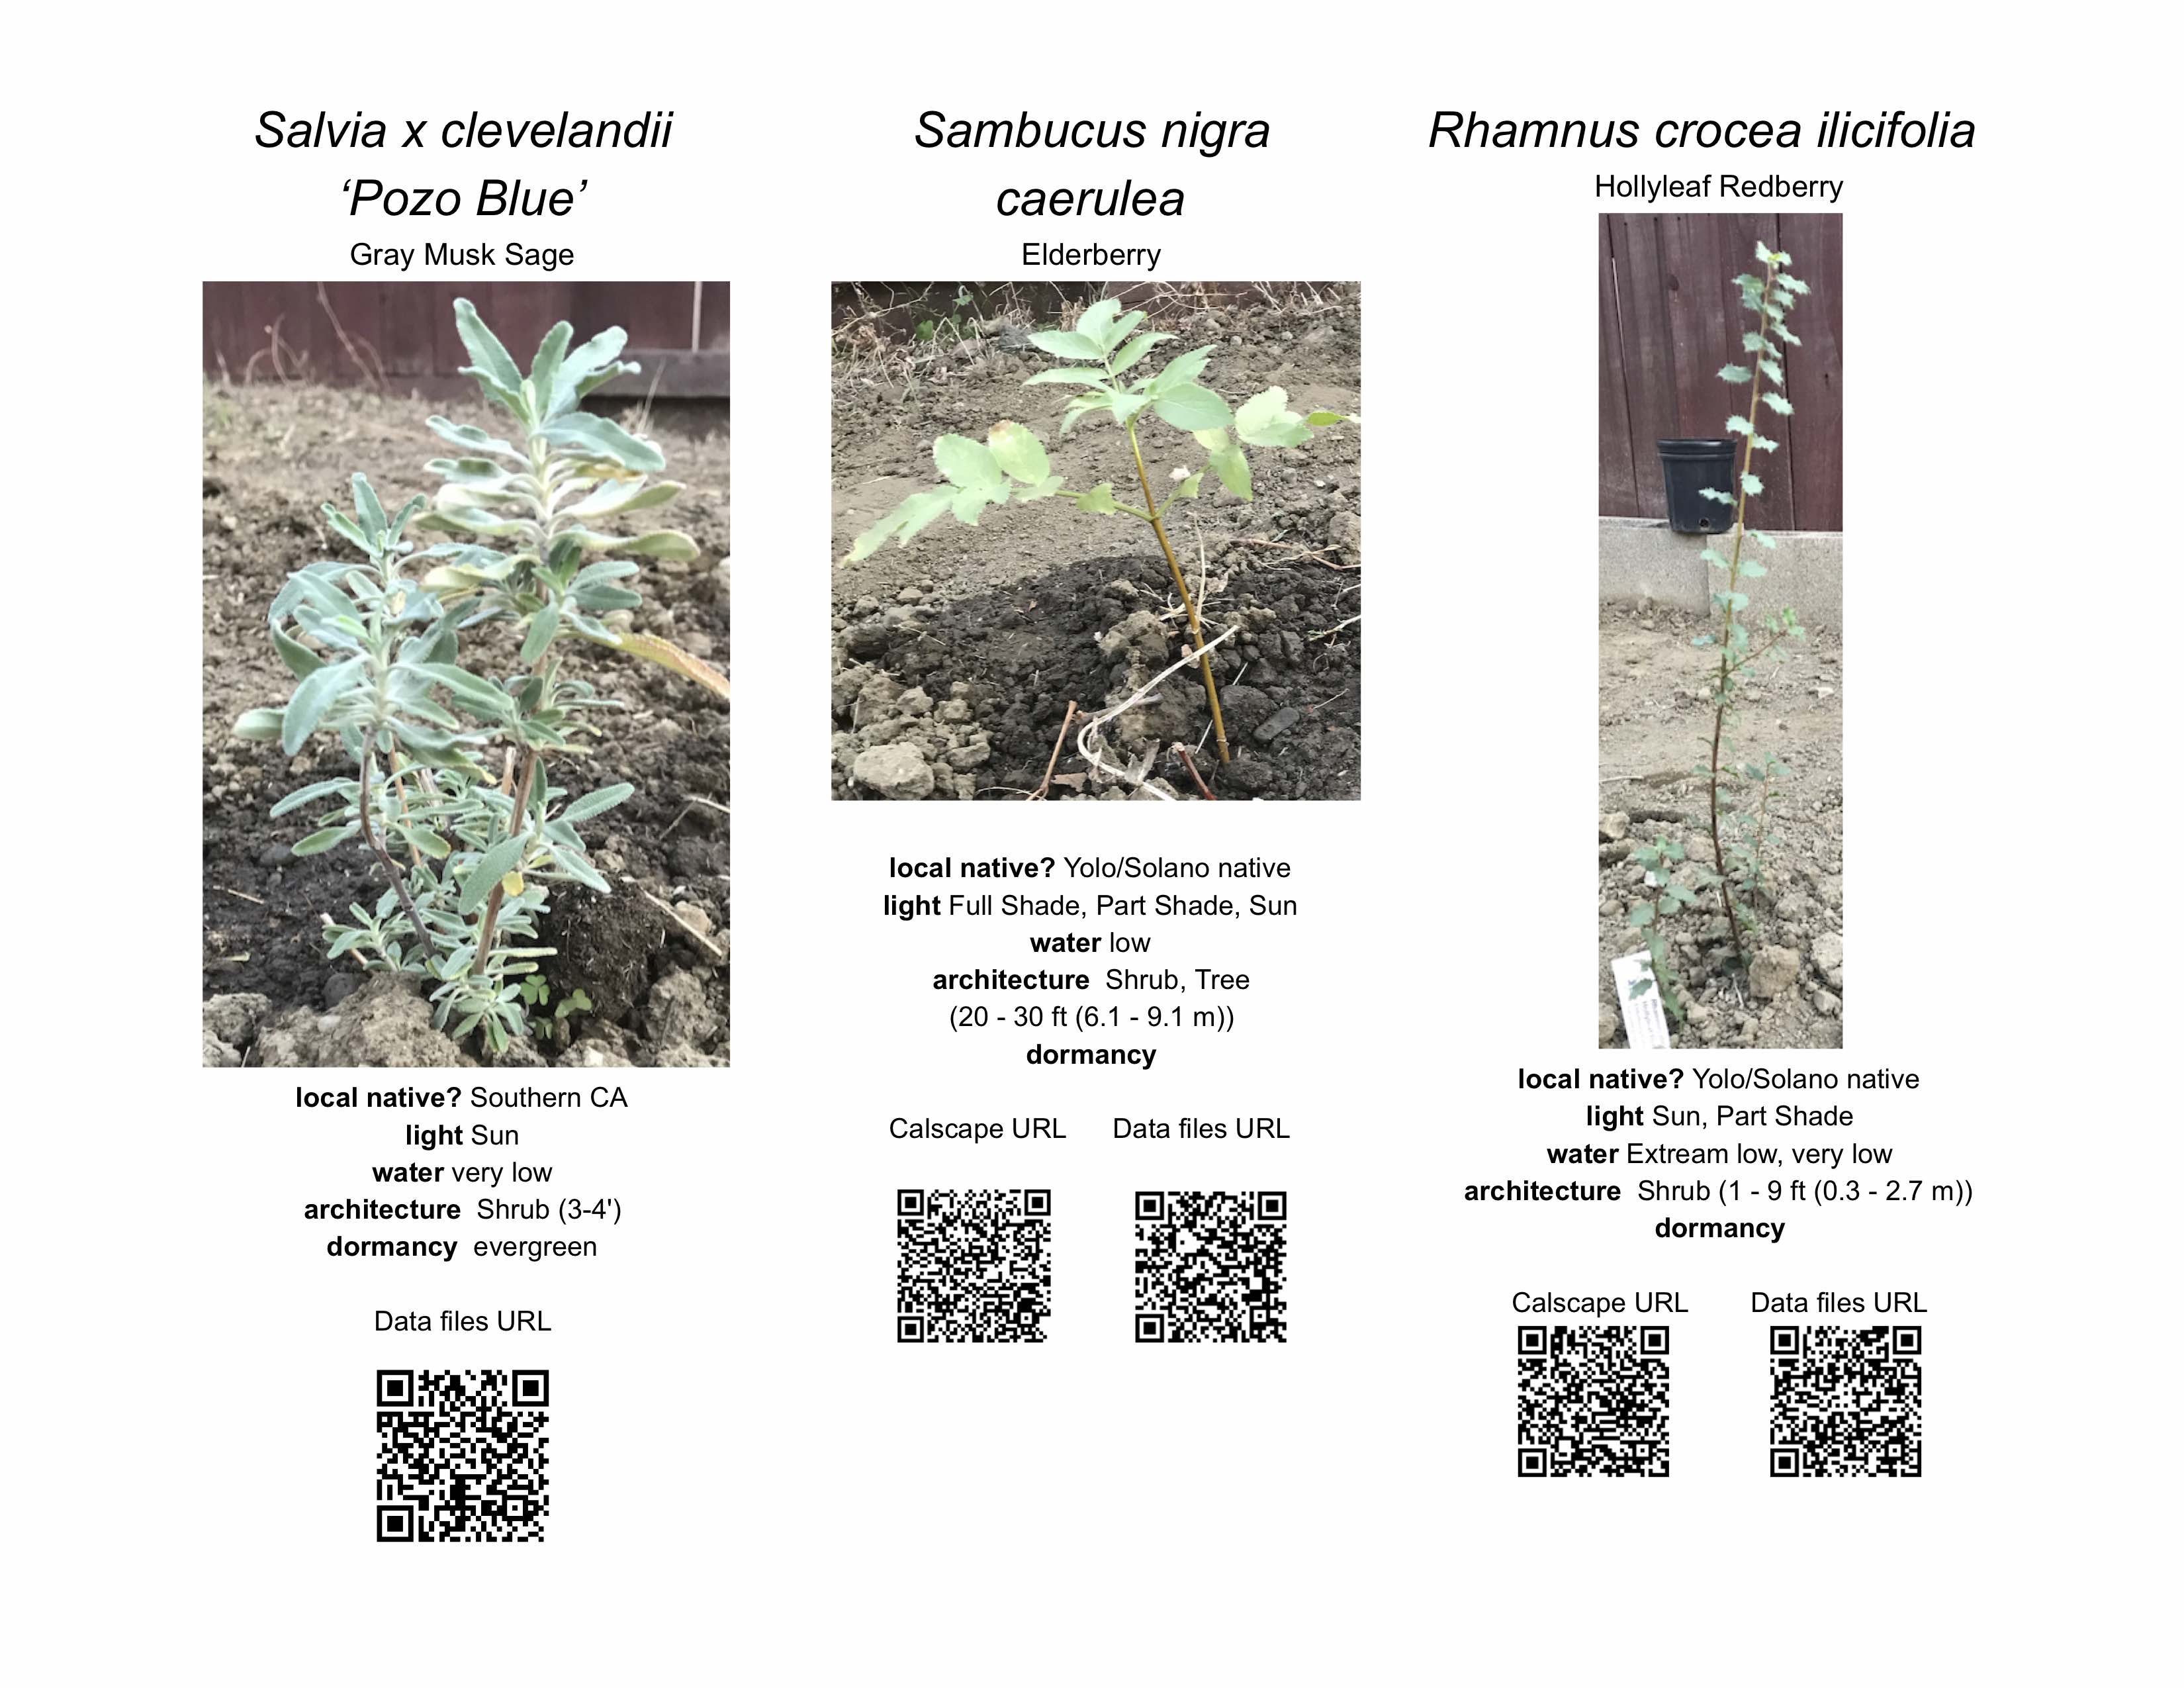 Salvia x clevelandii
‘Pozo Blue’
Gray Musk Sage
local native? Southern CA
light Sun
water very low
architecture  Shrub (3-4')
dormancy  evergreen
Data files URL
Sambucus nigra
caerulea
Elderberry
local native? Yolo/Solano native
light Full Shade, Part Shade, Sun
water low
architecture  Shrub, Tree
(20 - 30 ft (6.1 - 9.1 m))
dormancy
Calscape URL
Data files URL
Rhamnus crocea ilicifolia
Hollyleaf Redberry
local native? Yolo/Solano native
light Sun, Part Shade
water Extream low, very low
architecture  Shrub (1 - 9 ft (0.3 - 2.7 m))
dormancy
Calscape URL
Data files URL